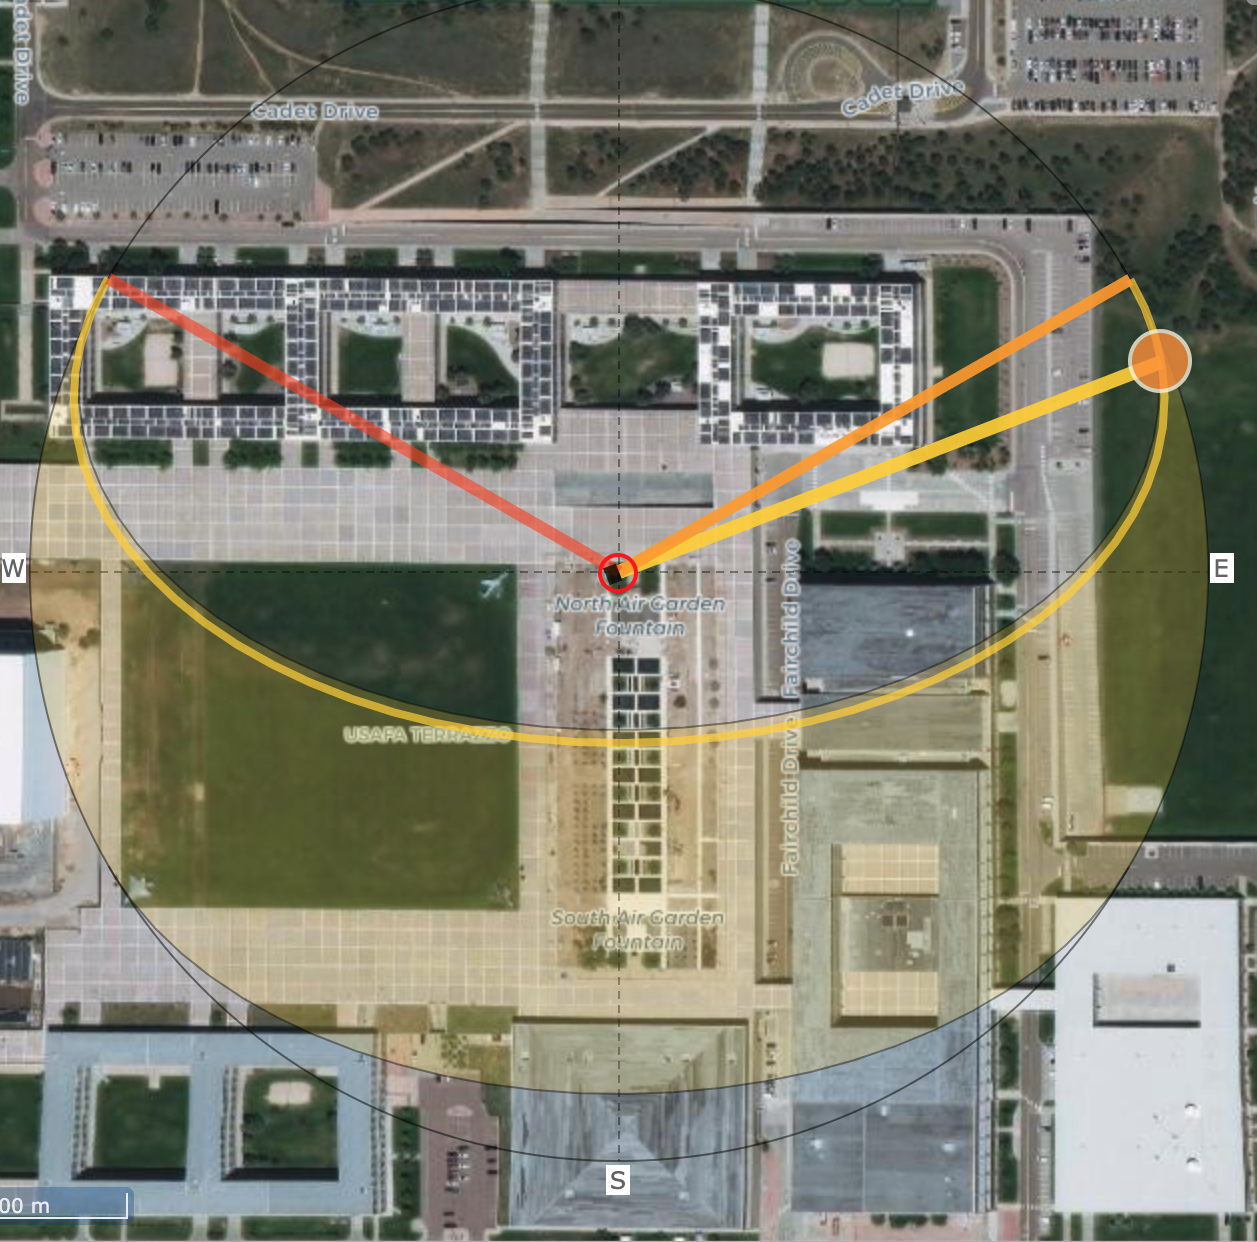 Cadet Drive
Cadet Drive
W
E
North Air Garden
Fountain
Fairchild Drive
Fairchild Drive
USAFA TERRAZZO
South Air Garden
Fountain
S
00 m